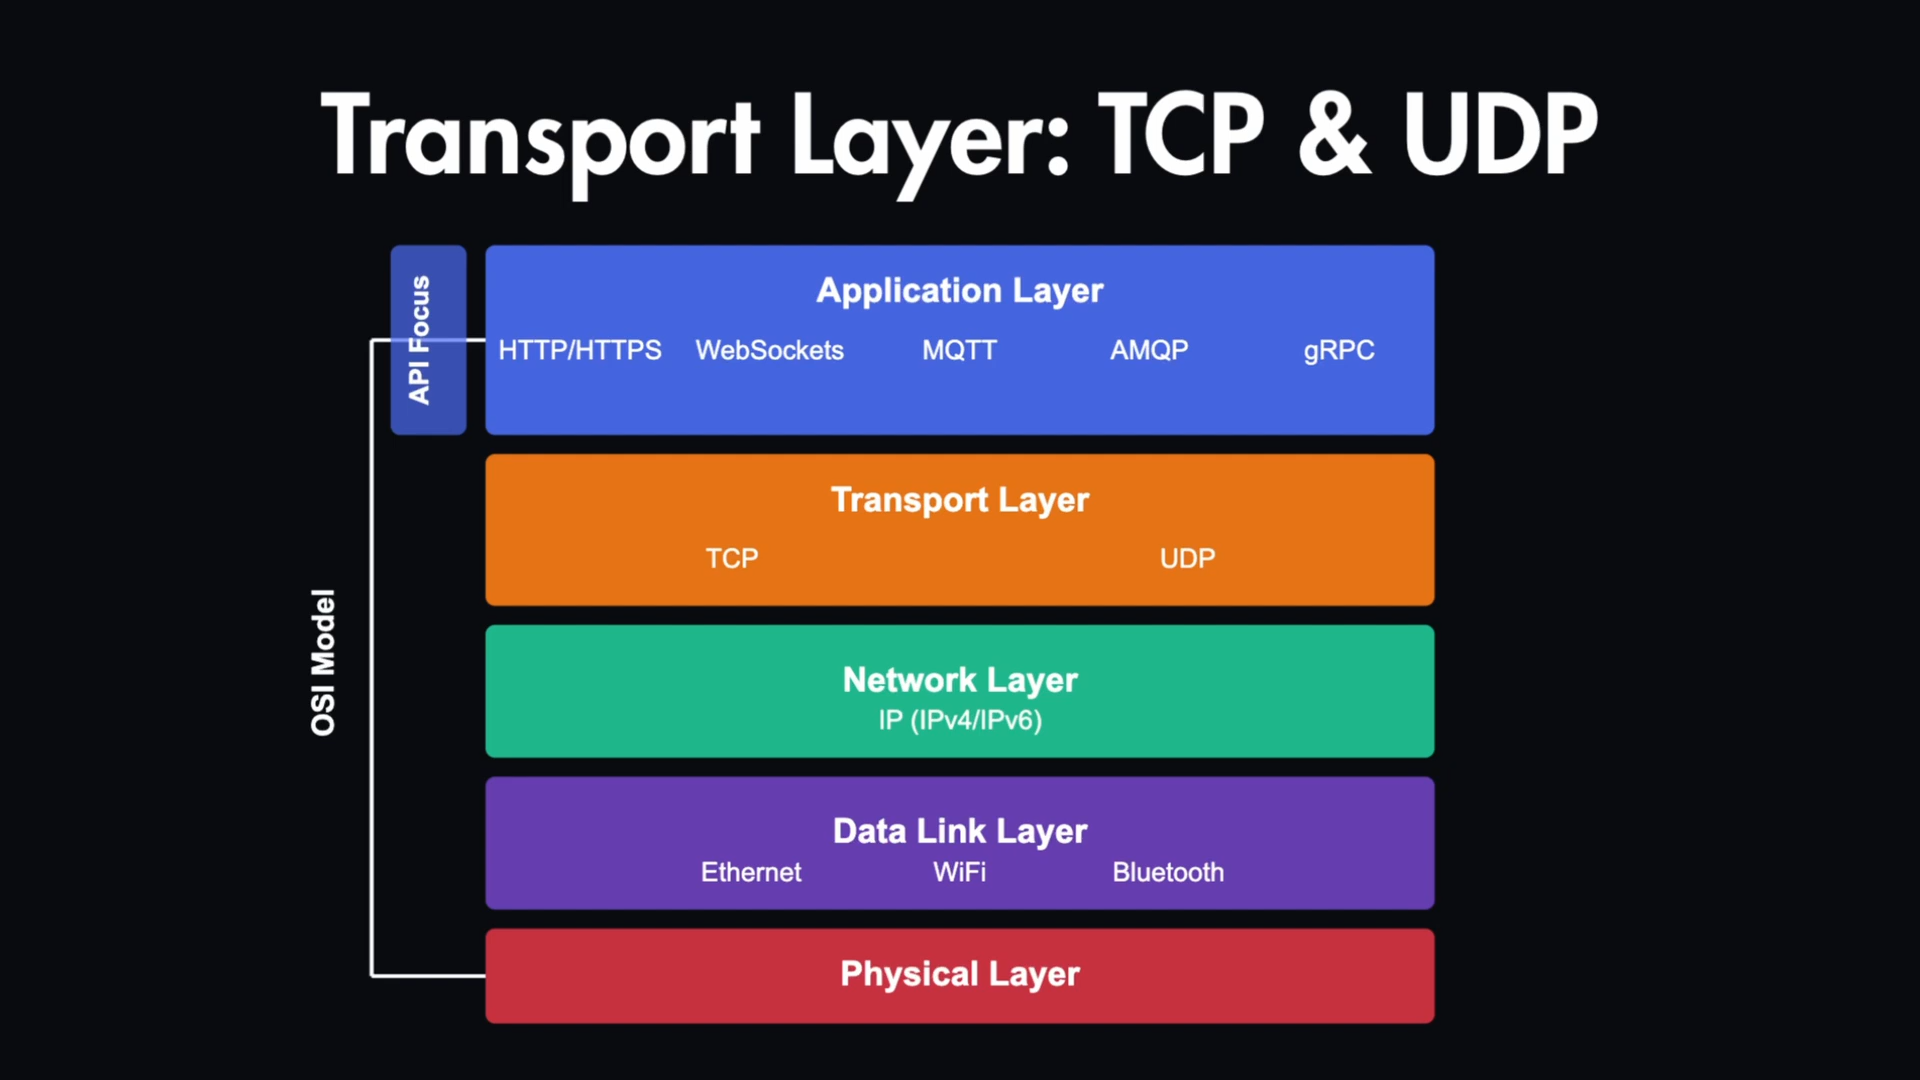 Transport Layer: TCP & UDP
API Focus
Application Layer
HTTP/HTTPS WebSockets MQTT AMQP gRPC
Transport Layer
TCP UDP
OSI Model
Network Layer
IP (IPv4/IPv6)
Data Link Layer
Ethernet WiFi Bluetooth
Physical Layer